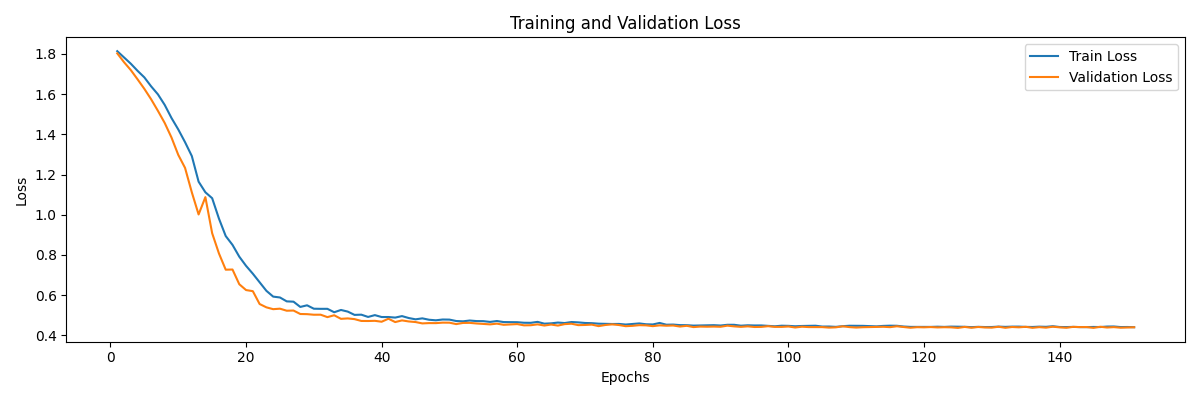 Training and Validation Loss
Train Loss
Validation Loss
Loss
1.8
1.6
1.4
1.2
1.0
0.8
0.6
0.4
0 20 40 60 80 100 120 140
Epochs